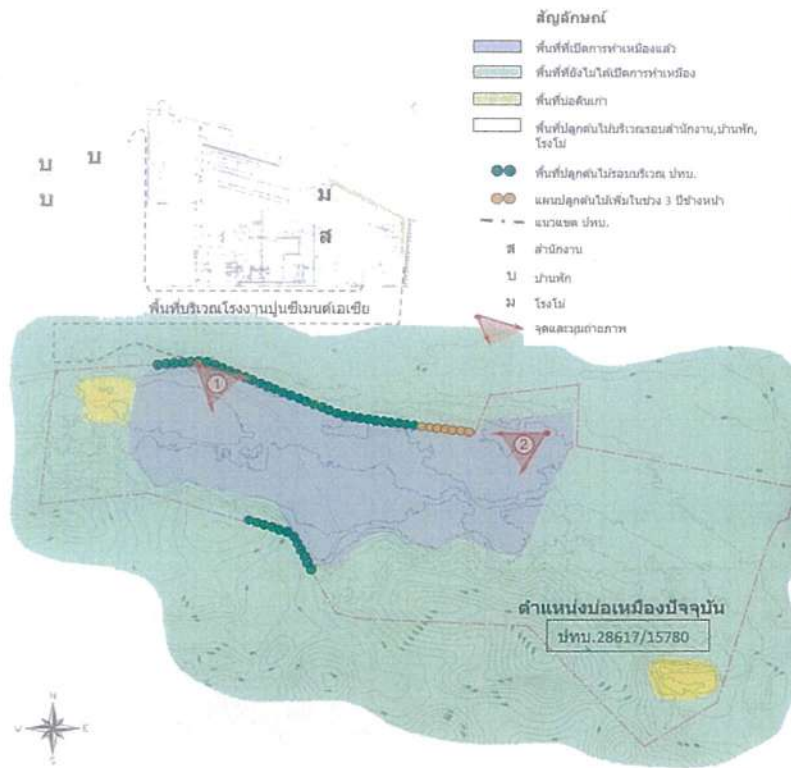 สัญลักษณ์
พื้นที่ที่เปิดการทำเหมืองแล้ว
พื้นที่ที่ยังไม่ได้เปิดการทำเหมือง
พื้นที่บ่อดินเก่า
พื้นที่ปลูกต้นไม้บริเวณรอบสำนักงาน,บ้านพัก,
โรงโม่
พื้นที่ปลูกต้นไม้รอบบริเวณ ปทบ.
แผนปลูกต้นไม้เพิ่มในช่วง 3 ปีข้างหน้า
แนวเขต ปทบ.
ส สำนักงาน
บ บ้านพัก
ม โรงโม่
จุดและมุมถ่ายภาพ
บ บ
บ
ม
ส
พื้นที่บริเวณโรงงานปูนซีเมนต์เอเซีย
1
2
ตำแหน่งบ่อเหมืองปัจจุบัน
ปทบ.28617/15780
N
W E
S